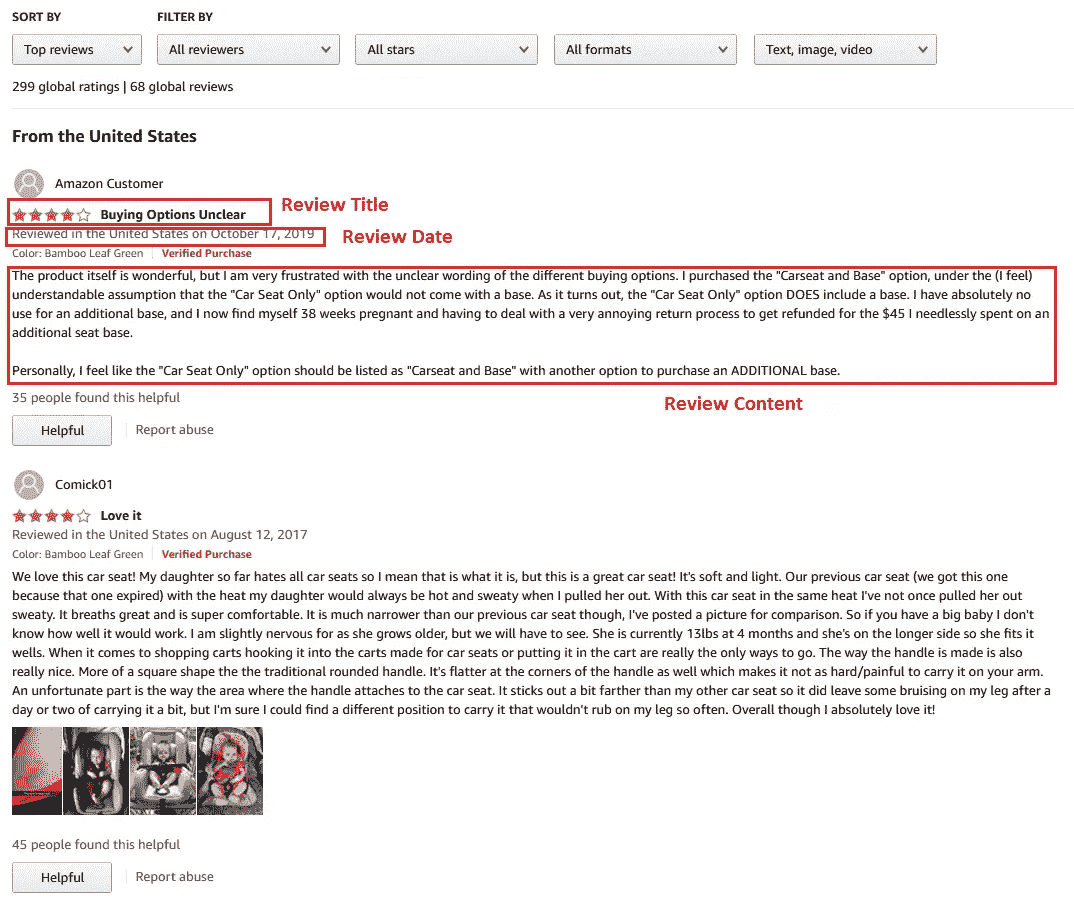 SORT BY FILTER BY
Top reviews All reviewers All stars All formats Text, image, video
299 global ratings | 68 global reviews
From the United States
Amazon Customer
Buying Options Unclear Review Title
Reviewed in the United States on October 17, 2019 Review Date
Color: Bamboo Leaf Green Verified Purchase
The product itself is wonderful, but I am very frustrated with the unclear wording of the different buying options. I purchased the "Carseat and Base" option, under the (I feel)
understandable assumption that the "Car Seat Only" option would not come with a base. As it turns out, the "Car Seat Only" option DOES include a base. I have absolutely no
use for an additional base, and I now find myself 38 weeks pregnant and having to deal with a very annoying return process to get refunded for the $45 I needlessly spent on an
additional seat base.
Personally, I feel like the "Car Seat Only" option should be listed as "Carseat and Base" with another option to purchase an ADDITIONAL base.
35 people found this helpful
Review Content
Helpful Report abuse
Comick01
Love it
Reviewed in the United States on August 12, 2017
Color: Bamboo Leaf Green Verified Purchase
We love this car seat! My daughter so far hates all car seats so I mean that is what it is, but this is a great car seat! It's soft and light. Our previous car seat (we got this one
because that one expired) with the heat my daughter would always be hot and sweaty when I pulled her out. With this car seat in the same heat I've not once pulled her out
sweaty. It breaths great and is super comfortable. It is much narrower than our previous car seat though, I've posted a picture for comparison. So if you have a big baby I don't
know how well it would work. I am slightly nervous for as she grows older, but we will have to see. She is currently 13lbs at 4 months and she's on the longer side so she fits it
wells. When it comes to shopping carts hooking it into the carts made for car seats or putting it in the cart are really the only ways to go. The way the handle is made is also
really nice. More of a square shape the the traditional rounded handle. It's flatter at the corners of the handle as well which makes it not as hard/painful to carry it on your arm.
An unfortunate part is the way the area where the handle attaches to the car seat. It sticks out a bit farther than my other car seat so it did leave some bruising on my leg after a
day or two of carrying it a bit, but I'm sure I could find a different position to carry it that wouldn't rub on my leg so often. Overall though I absolutely love it!
45 people found this helpful
Helpful Report abuse